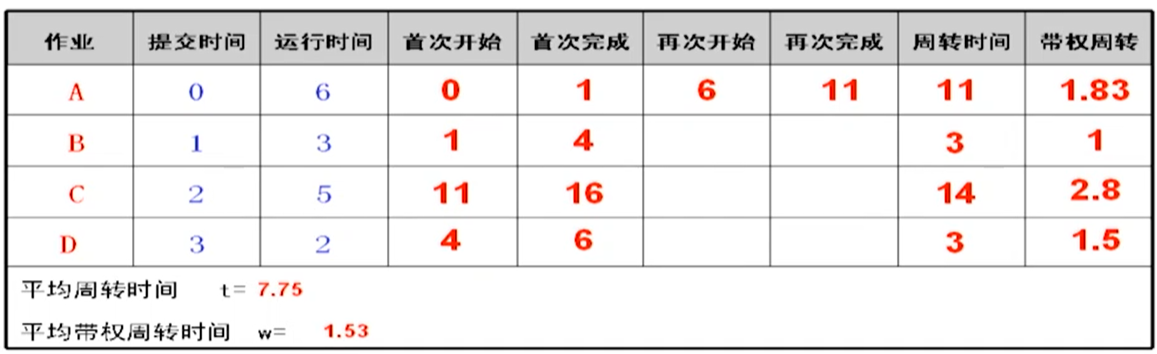 作业 提交时间 运行时间 首次开始 首次完成 再次开始 再次完成 周转时间 带权周转
A 0 6 0 1 6 11 11 1.83
B 1 3 1 4 3 1
C 2 5 11 16 14 2.8
D 3 2 4 6 3 1.5
平均周转时间 t= 7.75
平均带权周转时间 w= 1.53